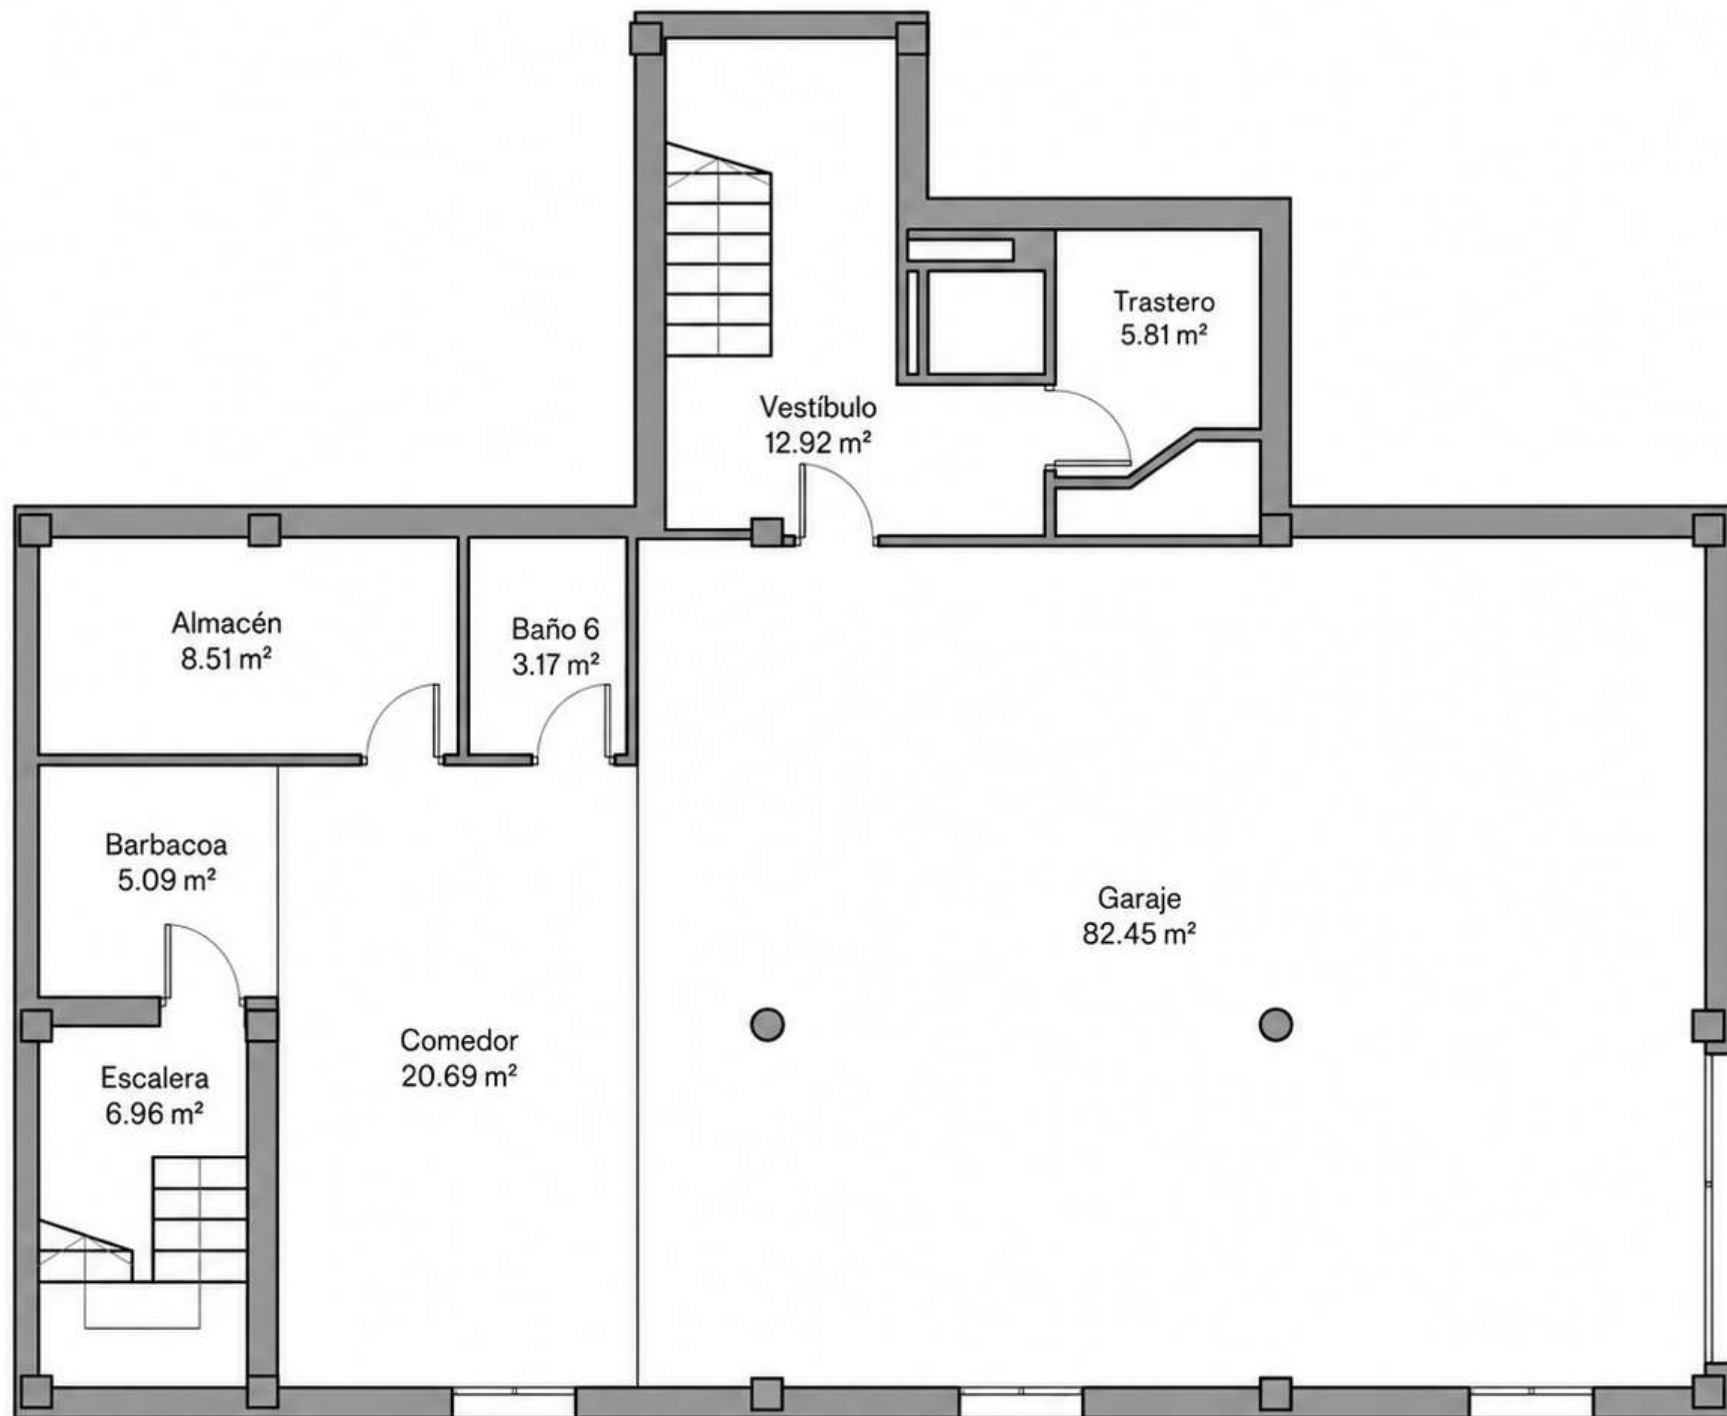 Trastero
5.81 m²
Vestíbulo
12.92 m²
Almacén
8.51 m²
Baño 6
3.17 m²
Barbacoa
5.09 m²
Garaje
82.45 m²
Comedor
20.69 m²
Escalera
6.96 m²